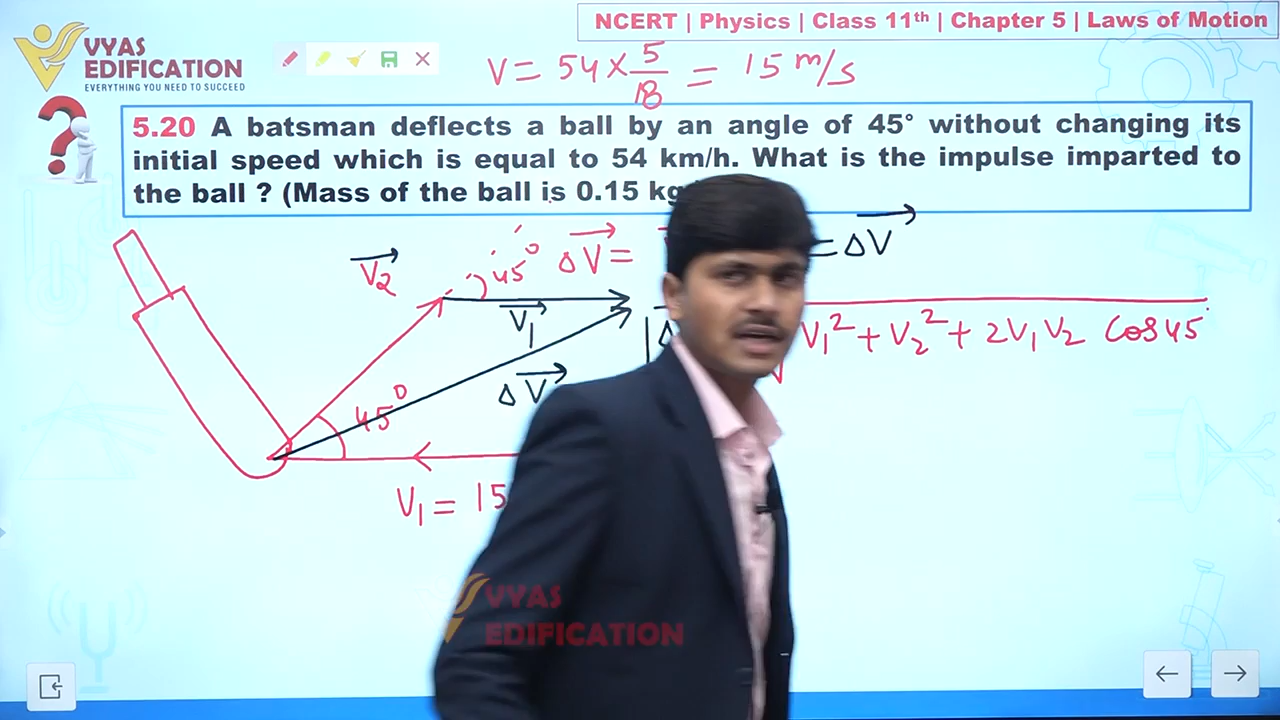 NCERT | Physics | Class 11th | Chapter 5 | Laws of Motion
VYAS
EDIFICATION
EVERYTHING YOU NEED TO SUCCEED
V = 54 × 5/18 = 15 m/s
5.20 A batsman deflects a ball by an angle of 45° without changing its
initial speed which is equal to 54 km/h. What is the impulse imparted to
the ball ? (Mass of the ball is 0.15 kg
V₂
45°
ΔV =
= ΔV
V₁
V₁² + V₂² + 2V₁V₂ Cos45°
ΔV
45°
V₁ = 15
VYAS
EDIFICATION